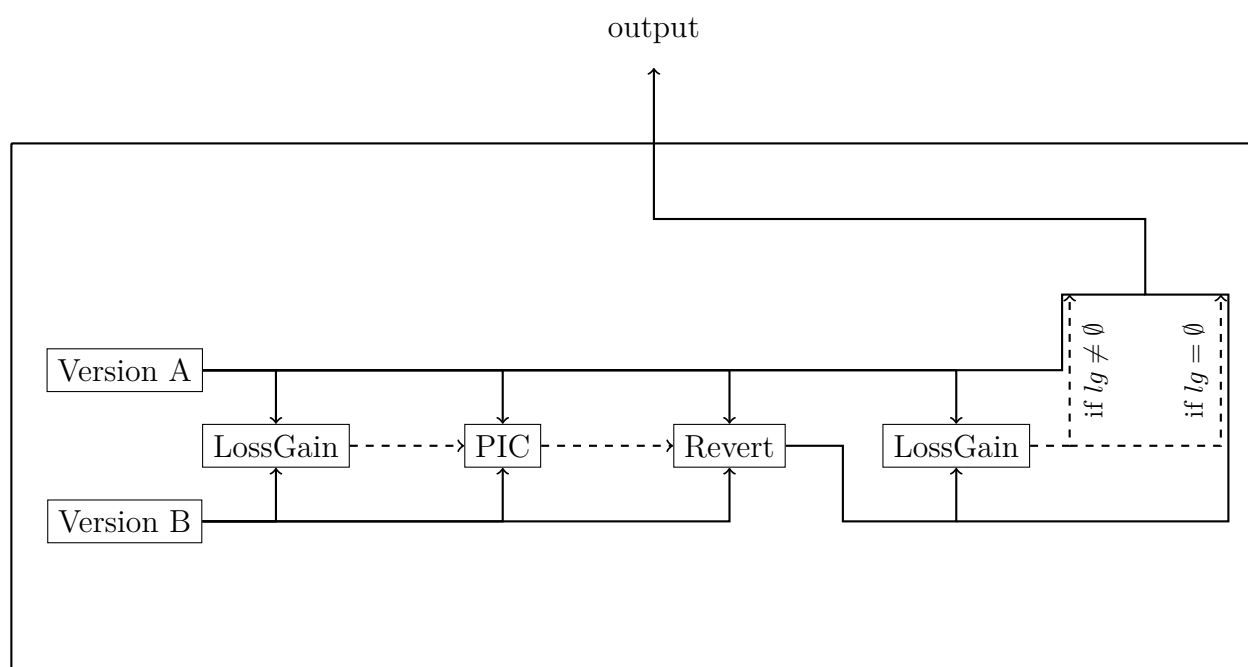 output
Version A
if lg ≠ ∅
if lg = ∅
LossGain
PIC
Revert
LossGain
Version B